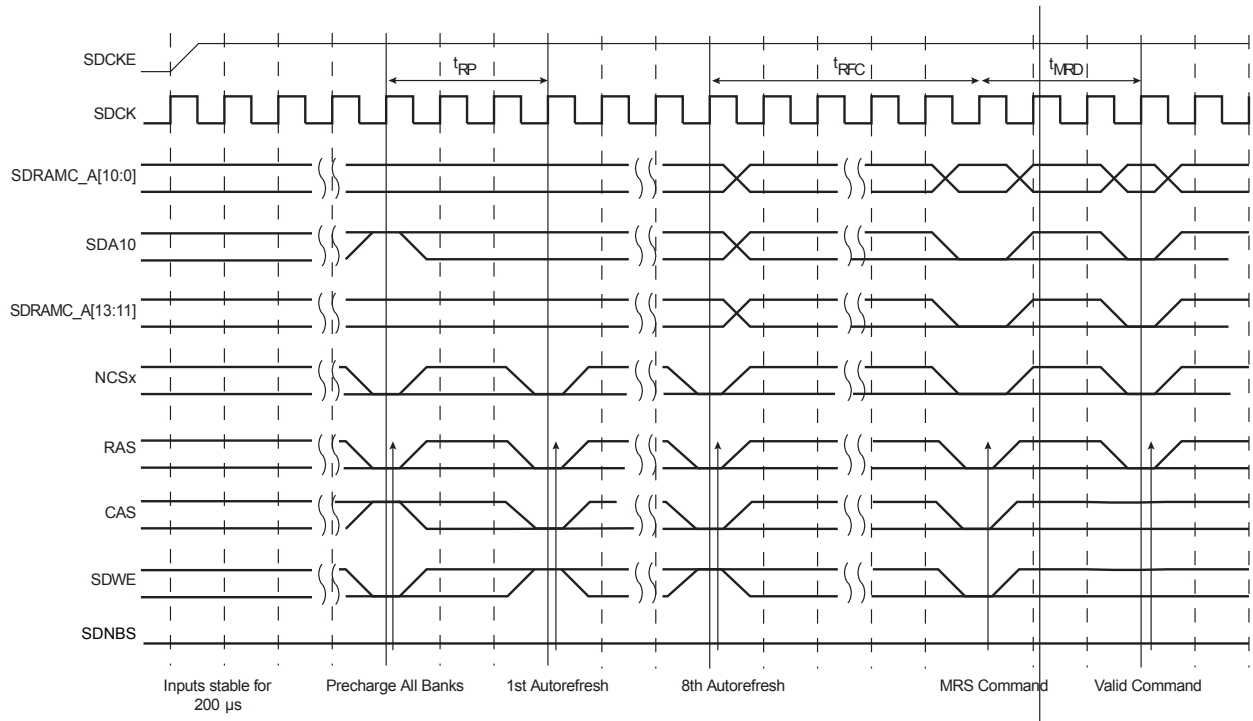 SDCKE
tRP
tRFC
tMRD
SDCK
SDRAMC_A[10:0]
SDA10
SDRAMC_A[13:11]
NCSx
RAS
CAS
SDWE
SDNBS
Inputs stable for
200 μs
Precharge All Banks
1st Autorefresh
8th Autorefresh
MRS Command
Valid Command